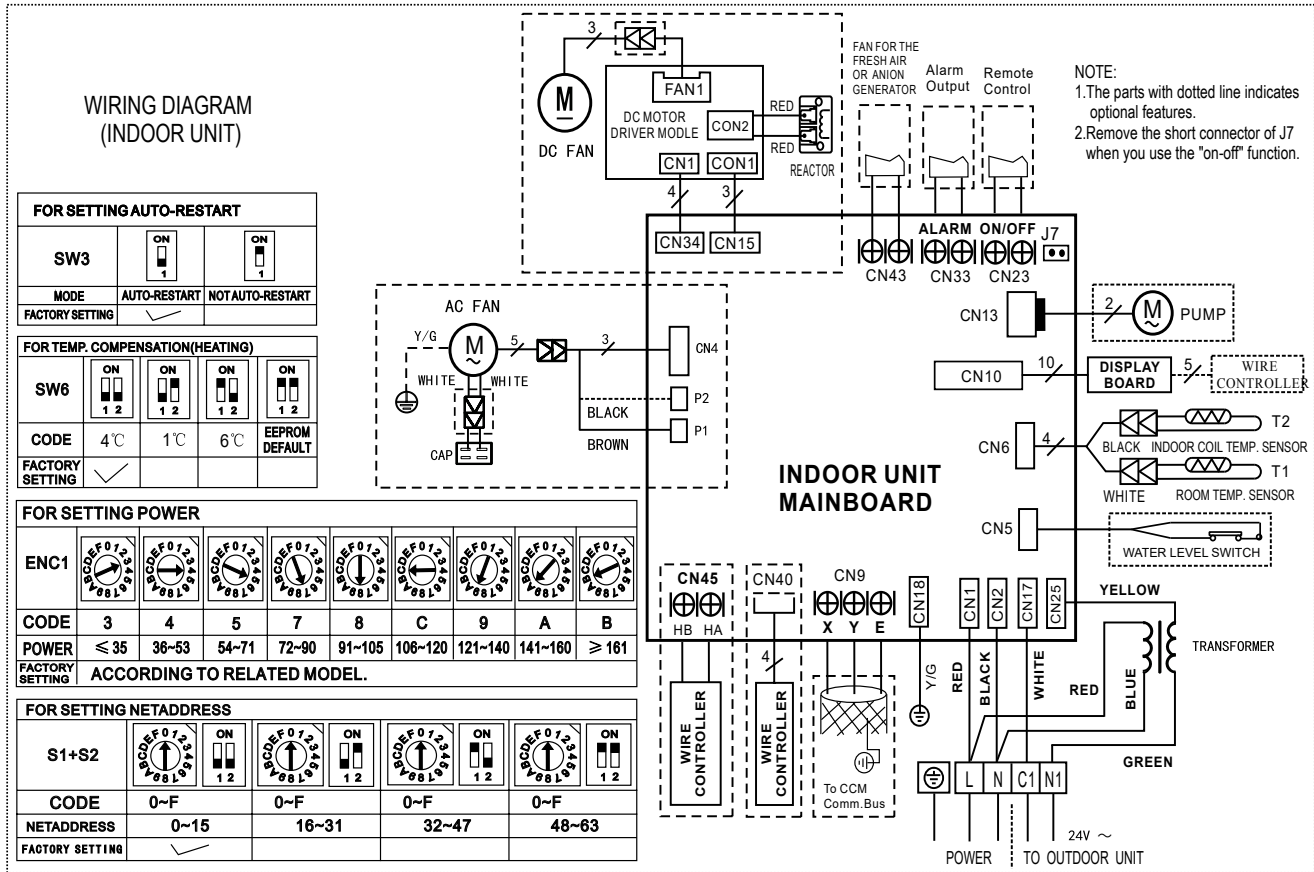 WIRING DIAGRAM
(INDOOR UNIT)
FOR SETTING AUTO-RESTART
SW3
ON
1
ON
1
MODE AUTO-RESTART NOT AUTO-RESTART
FACTORY SETTING
FOR TEMP. COMPENSATION(HEATING)
SW6
ON
1 2
ON
1 2
ON
1 2
ON
1 2
CODE 4℃ 1℃ 6℃ EEPROM
DEFAULT
FACTORY
SETTING
FOR SETTING POWER
ENC1
0123456789ABCDEF
0123456789ABCDEF
0123456789ABCDEF
0123456789ABCDEF
0123456789ABCDEF
0123456789ABCDEF
0123456789ABCDEF
0123456789ABCDEF
0123456789ABCDEF
CODE 3 4 5 7 8 C 9 A B
POWER ≤ 35 36~53 54~71 72~90 91~105 106~120 121~140 141~160 ≥ 161
FACTORY
SETTING ACCORDING TO RELATED MODEL.
FOR SETTING NETADDRESS
S1+S2
0123456789ABCDEF
ON
1 2
0123456789ABCDEF
ON
1 2
0123456789ABCDEF
ON
1 2
0123456789ABCDEF
ON
1 2
CODE 0~F 0~F 0~F 0~F
NETADDRESS 0~15 16~31 32~47 48~63
FACTORY SETTING
3
M
DC FAN
FAN1
DC MOTOR
DRIVER MODLE
CON2
RED
RED
REACTOR
CN1 CON1
4 3
CN34 CN15
FAN FOR THE
FRESH AIR
OR ANION
GENERATOR
Alarm
Output
Remote
Control
NOTE:
1.The parts with dotted line indicates
optional features.
2.Remove the short connector of J7
when you use the "on-off" function.
ALARM ON/OFF J7
CN43 CN33 CN23
AC FAN
Y/G
M
~
5
3
CN4
WHITE WHITE
P2
BLACK
P1
BROWN
CAP
CN13
2
M
~
PUMP
CN10
10
DISPLAY
BOARD
5
WIRE
CONTROLLER
CN6
4
T2
BLACK INDOOR COIL TEMP. SENSOR
T1
WHITE ROOM TEMP. SENSOR
INDOOR UNIT
MAINBOARD
CN5
WATER LEVEL SWITCH
CN45
HB HA
WIRE
CONTROLLER
CN40
4
WIRE
CONTROLLER
CN9
X Y E
To CCM
Comm.Bus
CN18
Y/G
CN1
CN2
CN17
CN25
RED
BLACK
WHITE
YELLOW
TRANSFORMER
RED
BLUE
GREEN
L N C1 N1
24V ~
POWER TO OUTDOOR UNIT